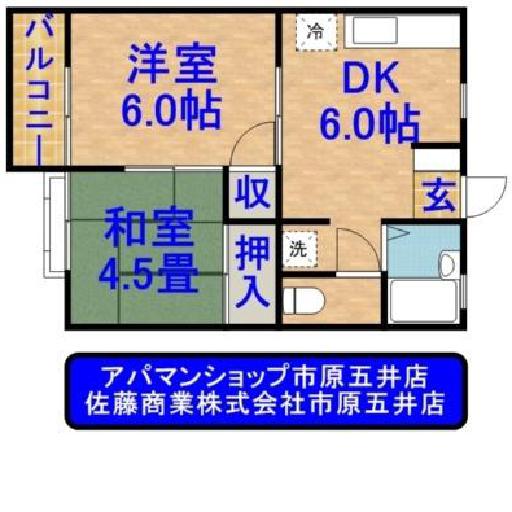 バルコニー
洋室
6.0帖
冷
DK
6.0帖
玄
収
和室
4.5畳
押入
洗
アパマンショップ市原五井店
佐藤商業株式会社市原五井店